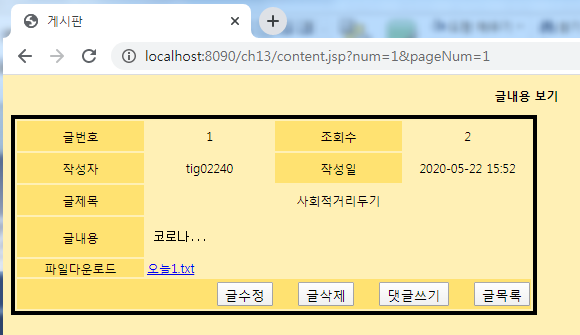 게시판
localhost:8090/ch13/content.jsp?num=1&pageNum=1
글내용 보기
글번호 1 조회수 2
작성자 tig02240 작성일 2020-05-22 15:52
글제목 사회적거리두기
글내용 코로나...
파일다운로드 오늘1.txt
글수정 글삭제 댓글쓰기 글목록